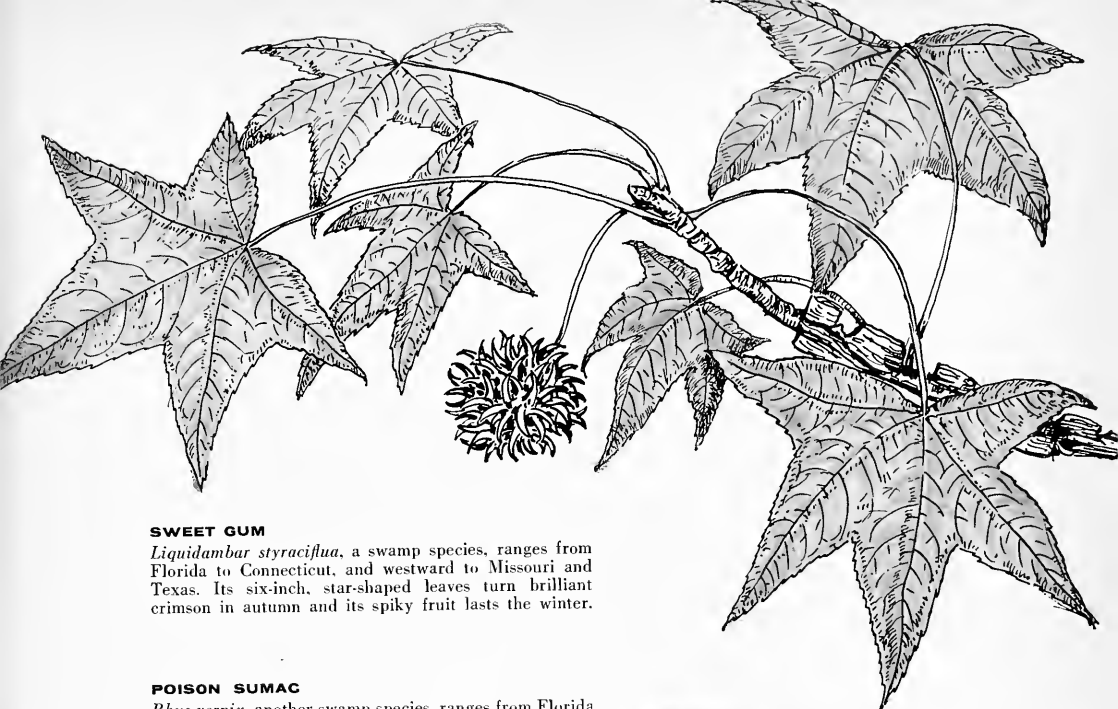 SWEET GUM
Liquidambar styraciflua, a swamp species, ranges from
Florida to Connecticut, and westward to Missouri and
Texas. Its six-inch, star-shaped leaves turn brilliant
crimson in autumn and its spiky fruit lasts the winter.
POISON SUMAC
Rhus vernix, another swamp species, ranges from Florida